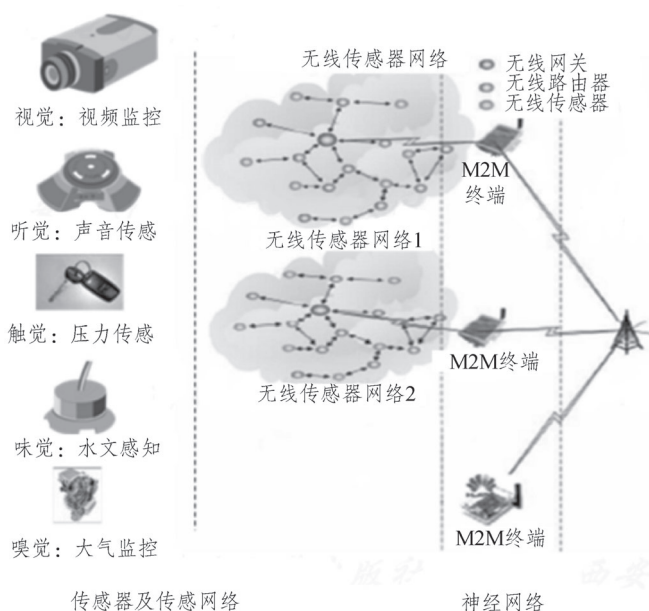 视觉：视频监控
听觉：声音传感
触觉：压力传感
味觉：水文感知
嗅觉：大气监控
传感器及传感网络
无线传感器网络
无线网关
无线路由器
无线传感器
无线传感器网络1
无线传感器网络2
M2M
终端
M2M终端
M2M终端
神经网络
版社
西安